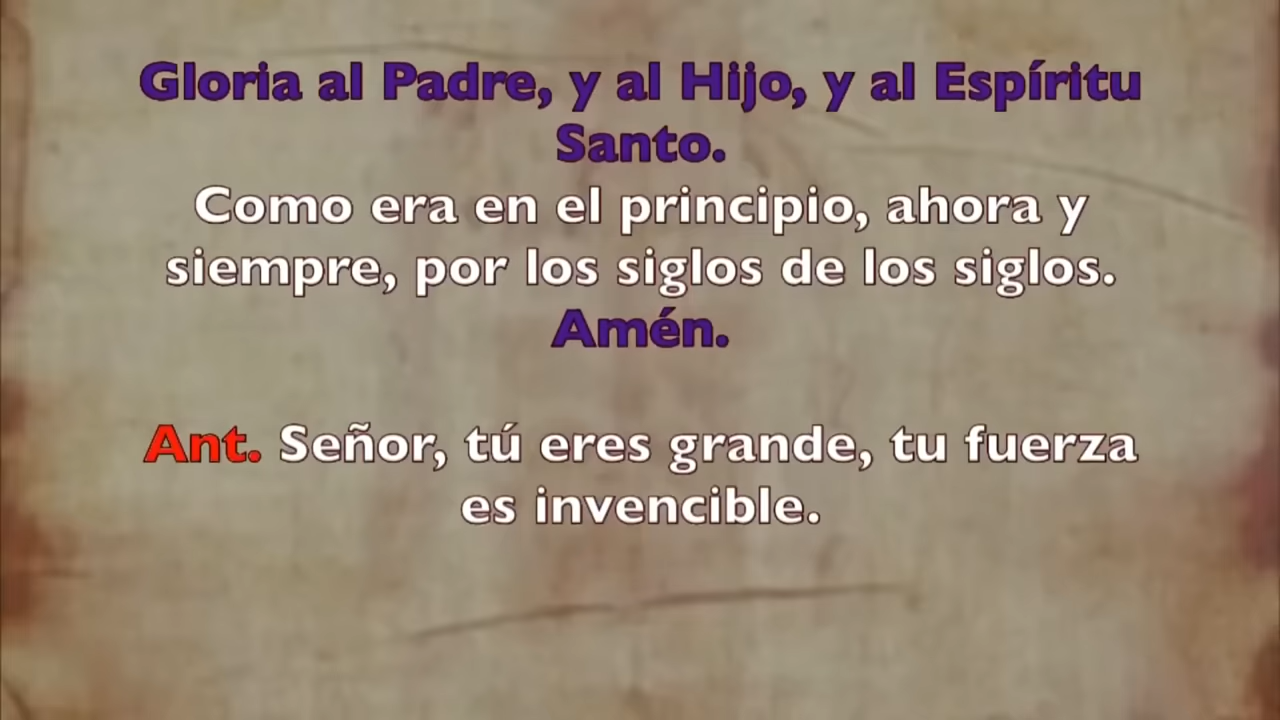 Gloria al Padre, y al Hijo, y al Espíritu
Santo.
Como era en el principio, ahora y
siempre, por los siglos de los siglos.
Amén.
Ant. Señor, tú eres grande, tu fuerza
es invencible.